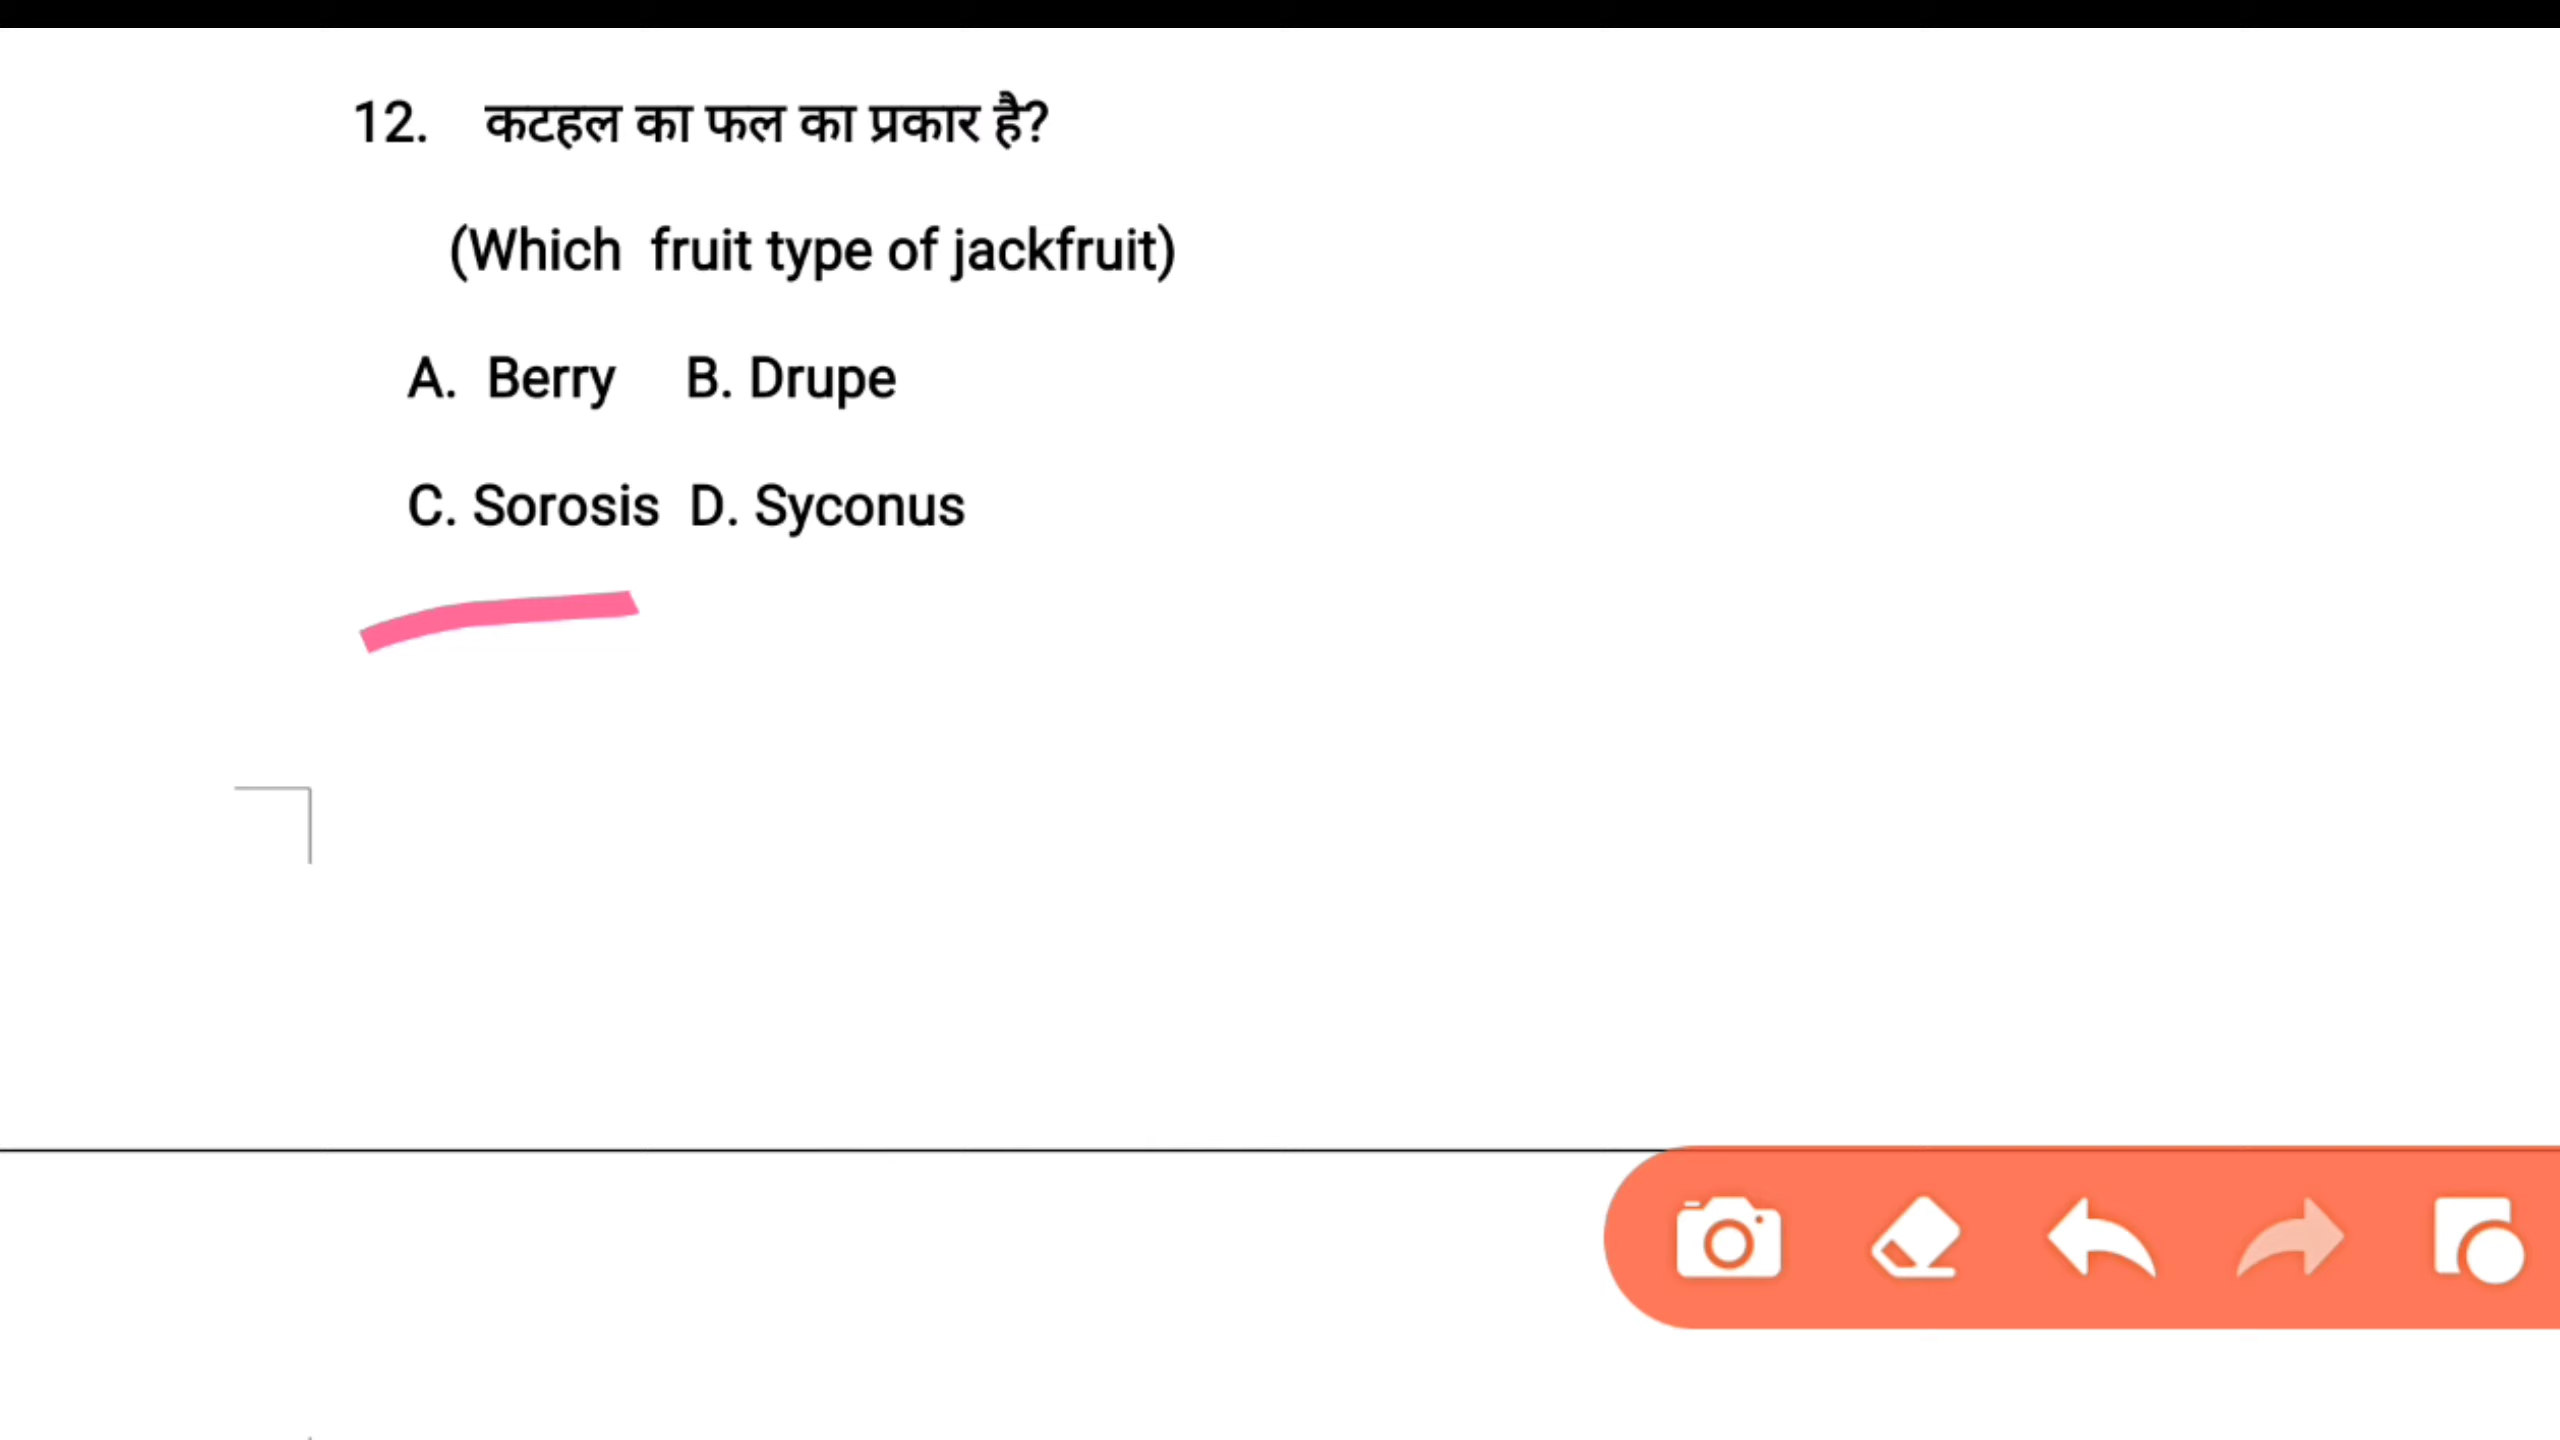 12. कटहल का फल का प्रकार है?
(Which fruit type of jackfruit)
A. Berry B. Drupe
C. Sorosis D. Syconus